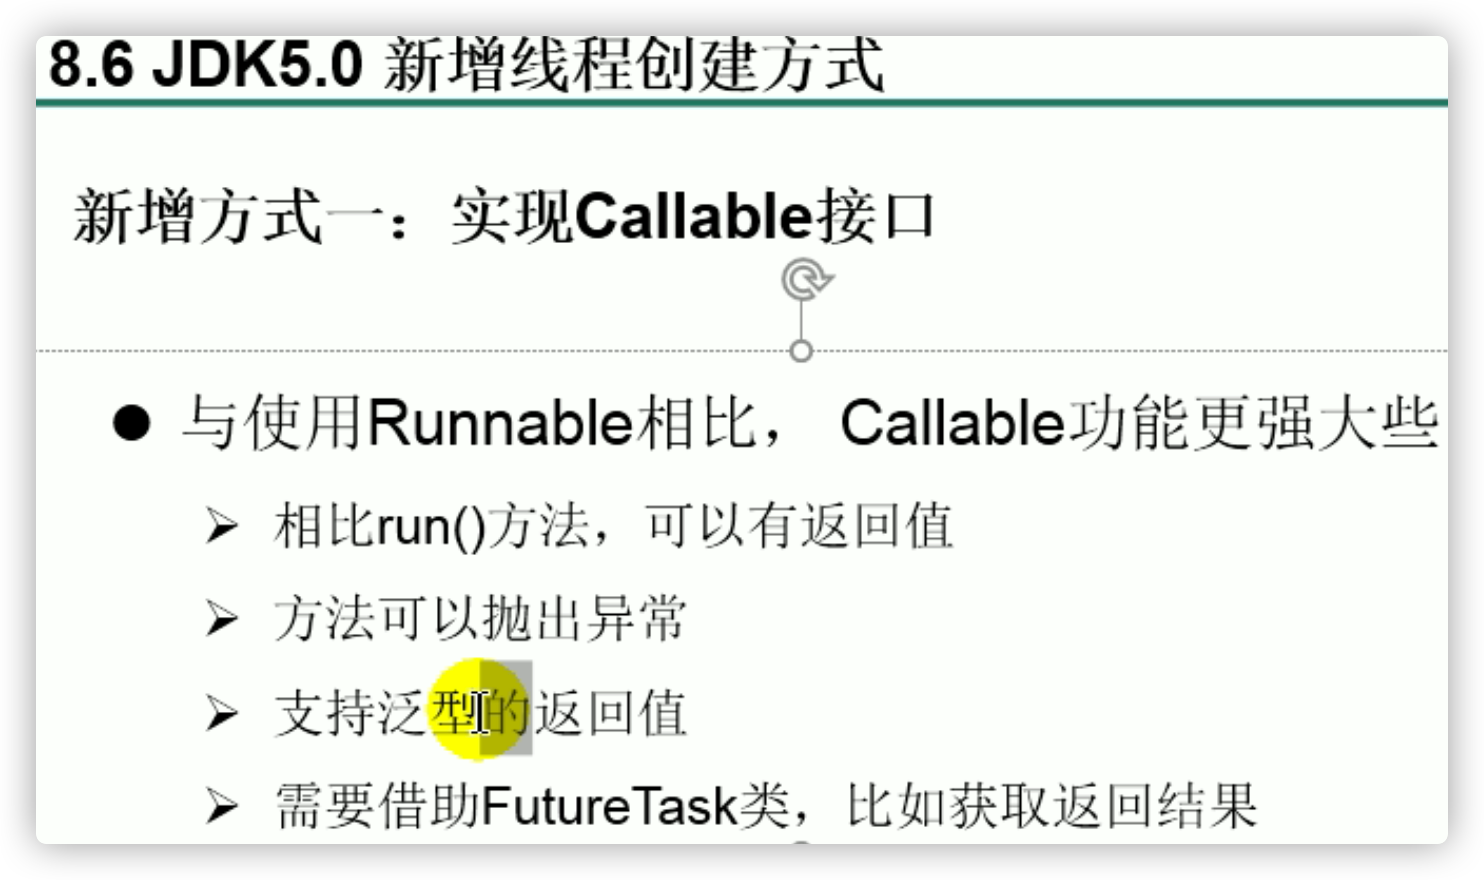 8.6 JDK5.0 新增线程创建方式
新增方式一：实现Callable接口
● 与使用Runnable相比， Callable功能更强大些
➢ 相比run()方法，可以有返回值
➢ 方法可以抛出异常
➢ 支持泛型的返回值
➢ 需要借助FutureTask类，比如获取返回结果